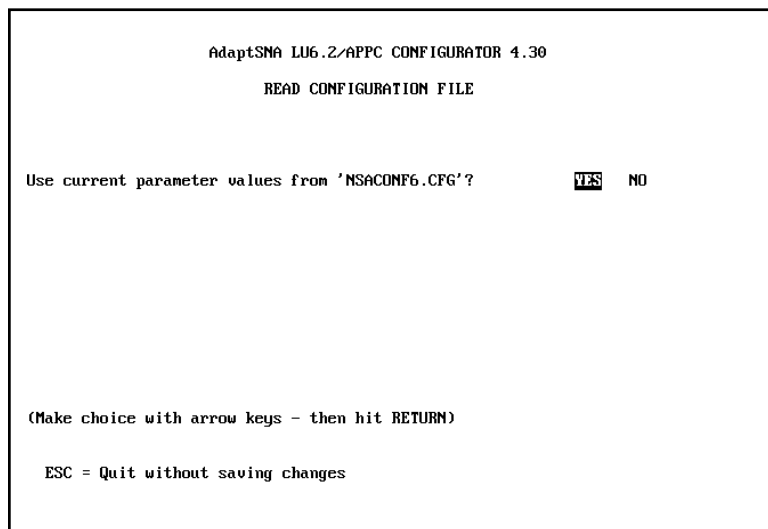 AdaptSNA LU6.2/APPC CONFIGURATOR 4.30
READ CONFIGURATION FILE
Use current parameter values from 'NSACONF6.CFG'? YES NO
(Make choice with arrow keys - then hit RETURN)
ESC = Quit without saving changes